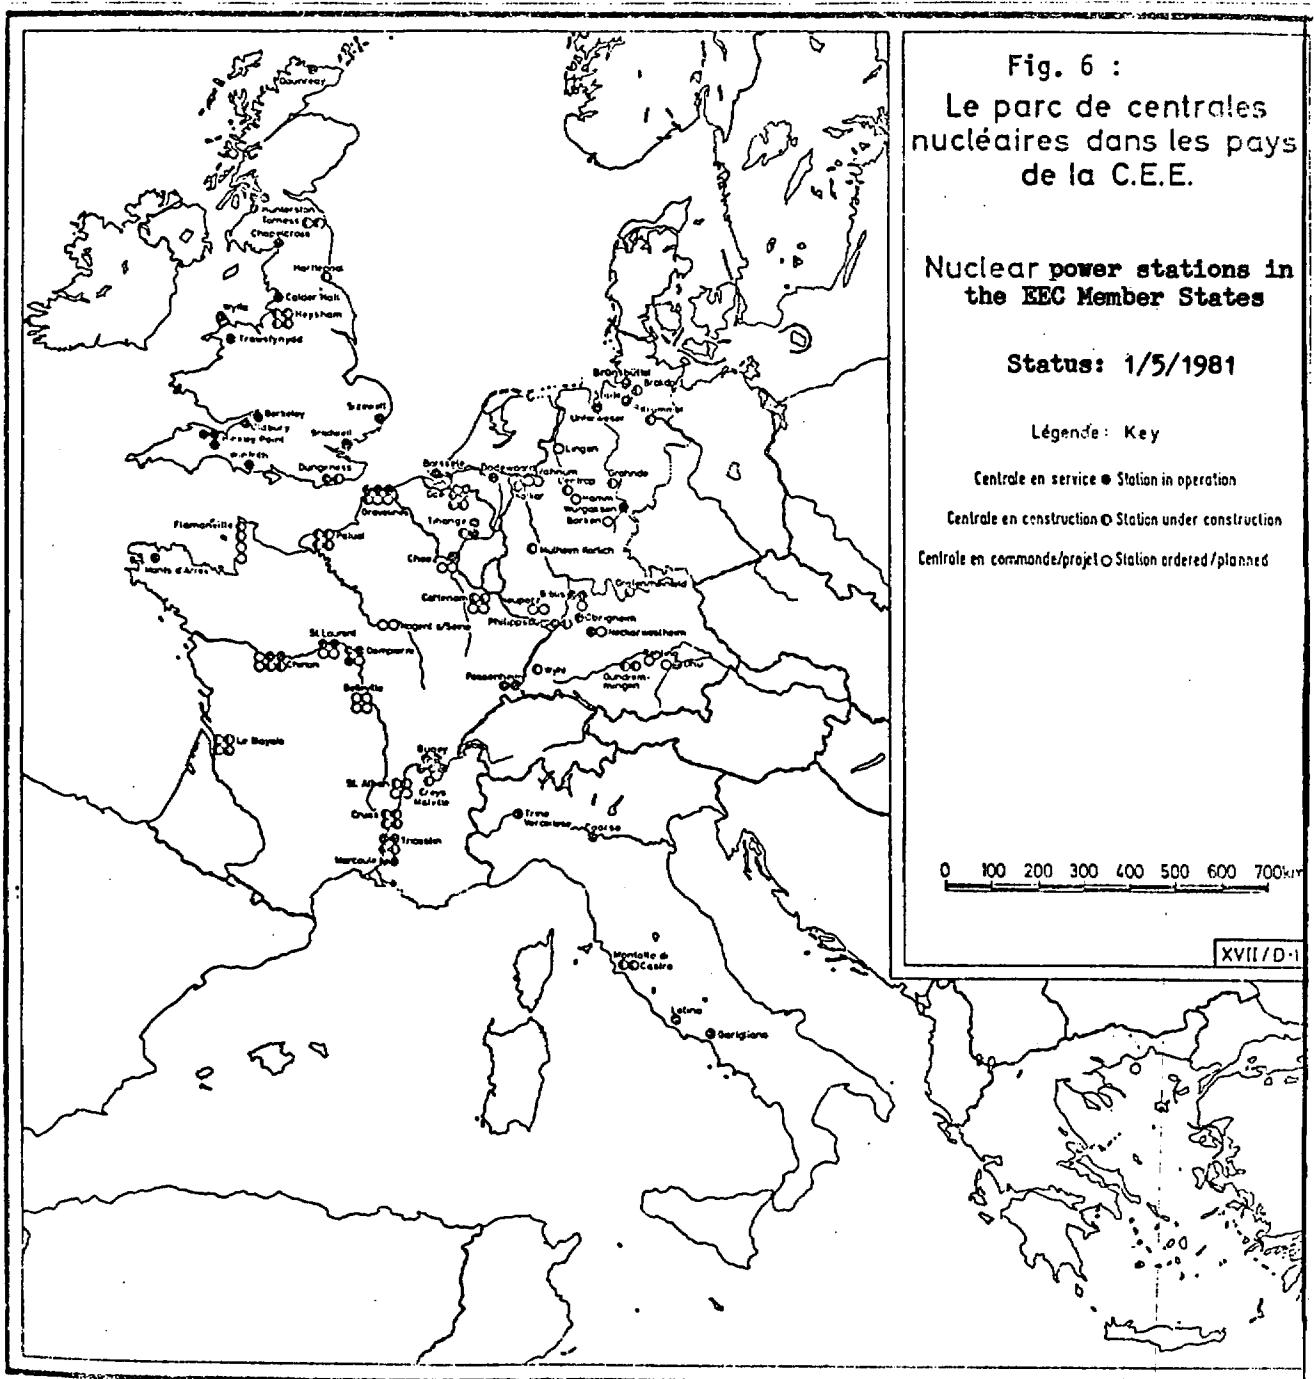 Fig. 6 :
Le parc de centrales
nucléaires dans les pays
de la C.E.E.
Nuclear power stations in
the EEC Member States
Status: 1/5/1981
Légende: Key
Centrale en service ● Station in operation
Centrale en construction ◐ Station under construction
Centrale en commande/projet ○ Station ordered/planned
0 100 200 300 400 500 600 700km
XVII/D-1
Dounreay
Hunterston
Torness
Chapelcross
Hartlepool
Calder Hall
Wylfa
Heysham
Trawsfynydd
Berkeley
Oldbury
Hinkley Point
Winfrith
Sizewell
Bradwell
Dungeness
Brunsbüttel
Brokdorf
Stade
Krümmel
Unterweser
Lingen
Grohnde
Hamm
Würgassen
Borken
Borssele
Dodewaard
Kalkar
Doel
Tihange
Chooz
Mülheim Kärlich
Grafenrheinfeld
Biblis
Obrigheim
Neckarwestheim
Philippsburg
Neupotz
Cattenom
Gravelines
Paluel
Flamanville
Monts d'Arrée
Nogent s/Seine
St. Laurent
Dampierre
Chinon
Belleville
Fessenheim
Wyhl
Gundrem-
mingen
Ohu
Le Blayais
Bugey
St. Alban
Creys
Malville
Cruas
Tricastin
Marcoule
Trino
Vercellese
Caorso
Montalto di
Castro
Latina
Garigliano